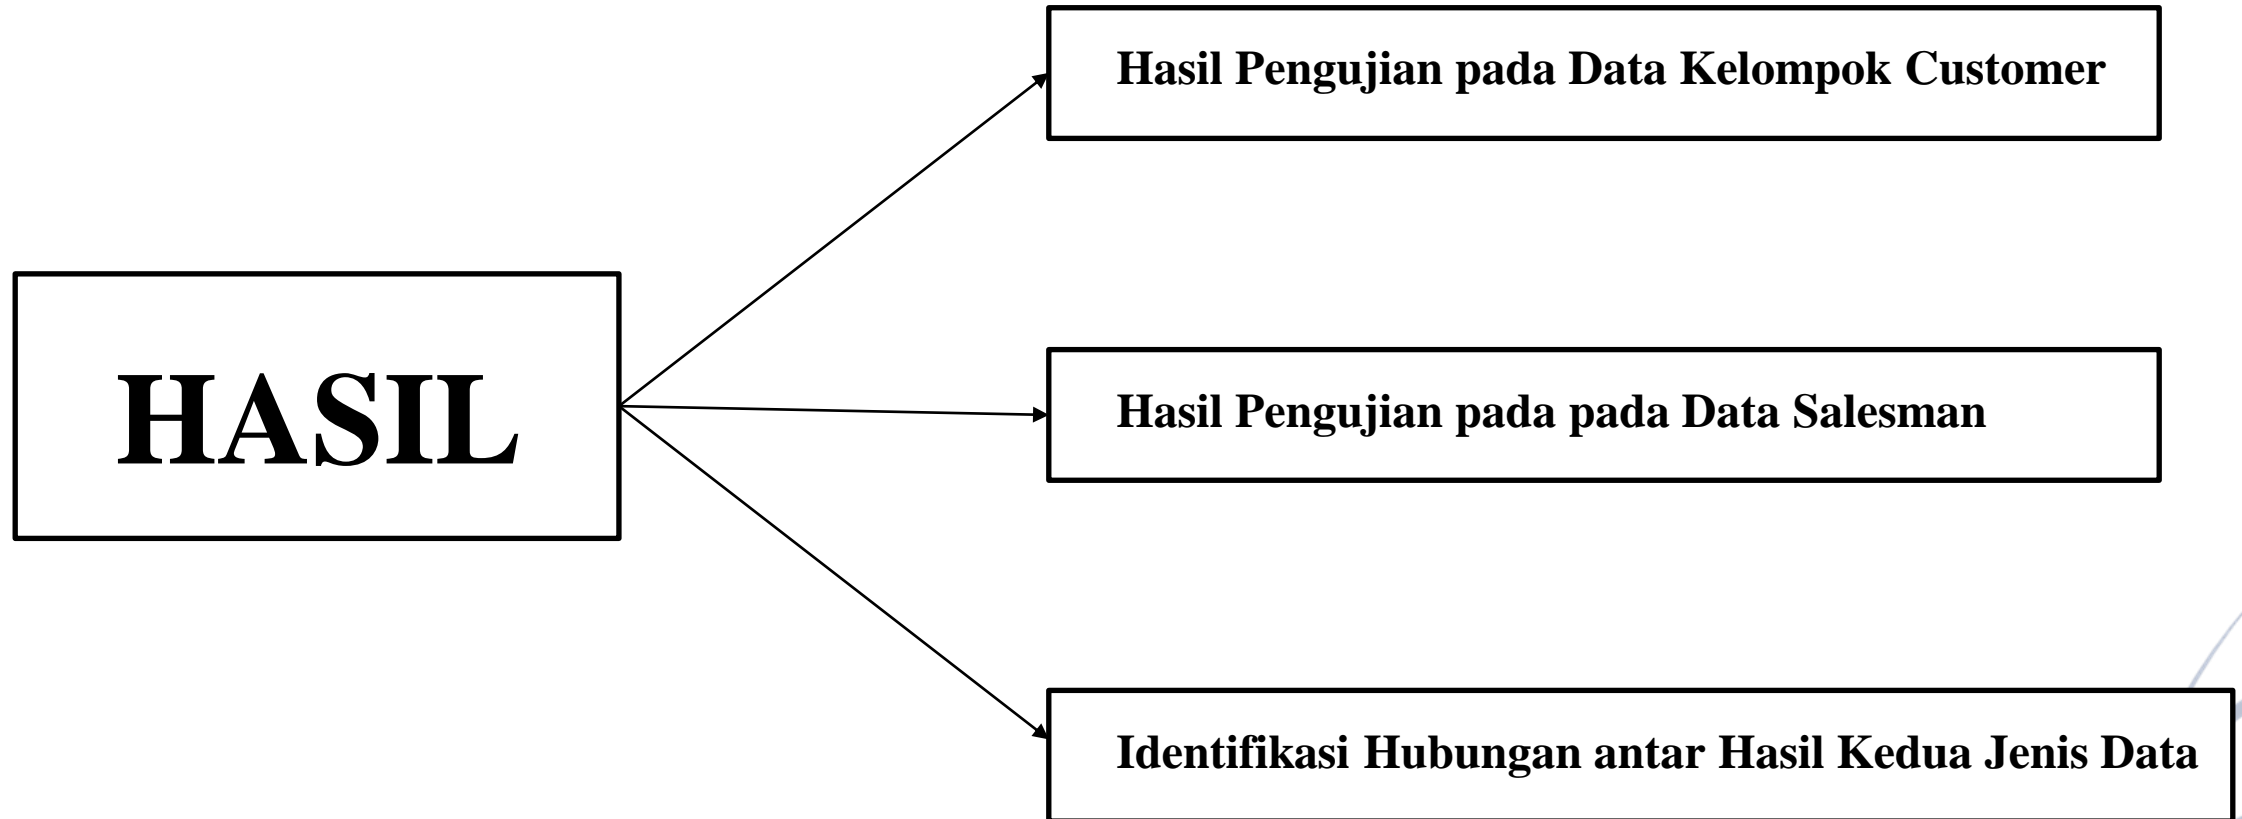 Hasil Pengujian pada Data Kelompok Customer
HASIL
Hasil Pengujian pada pada Data Salesman
Identifikasi Hubungan antar Hasil Kedua Jenis Data